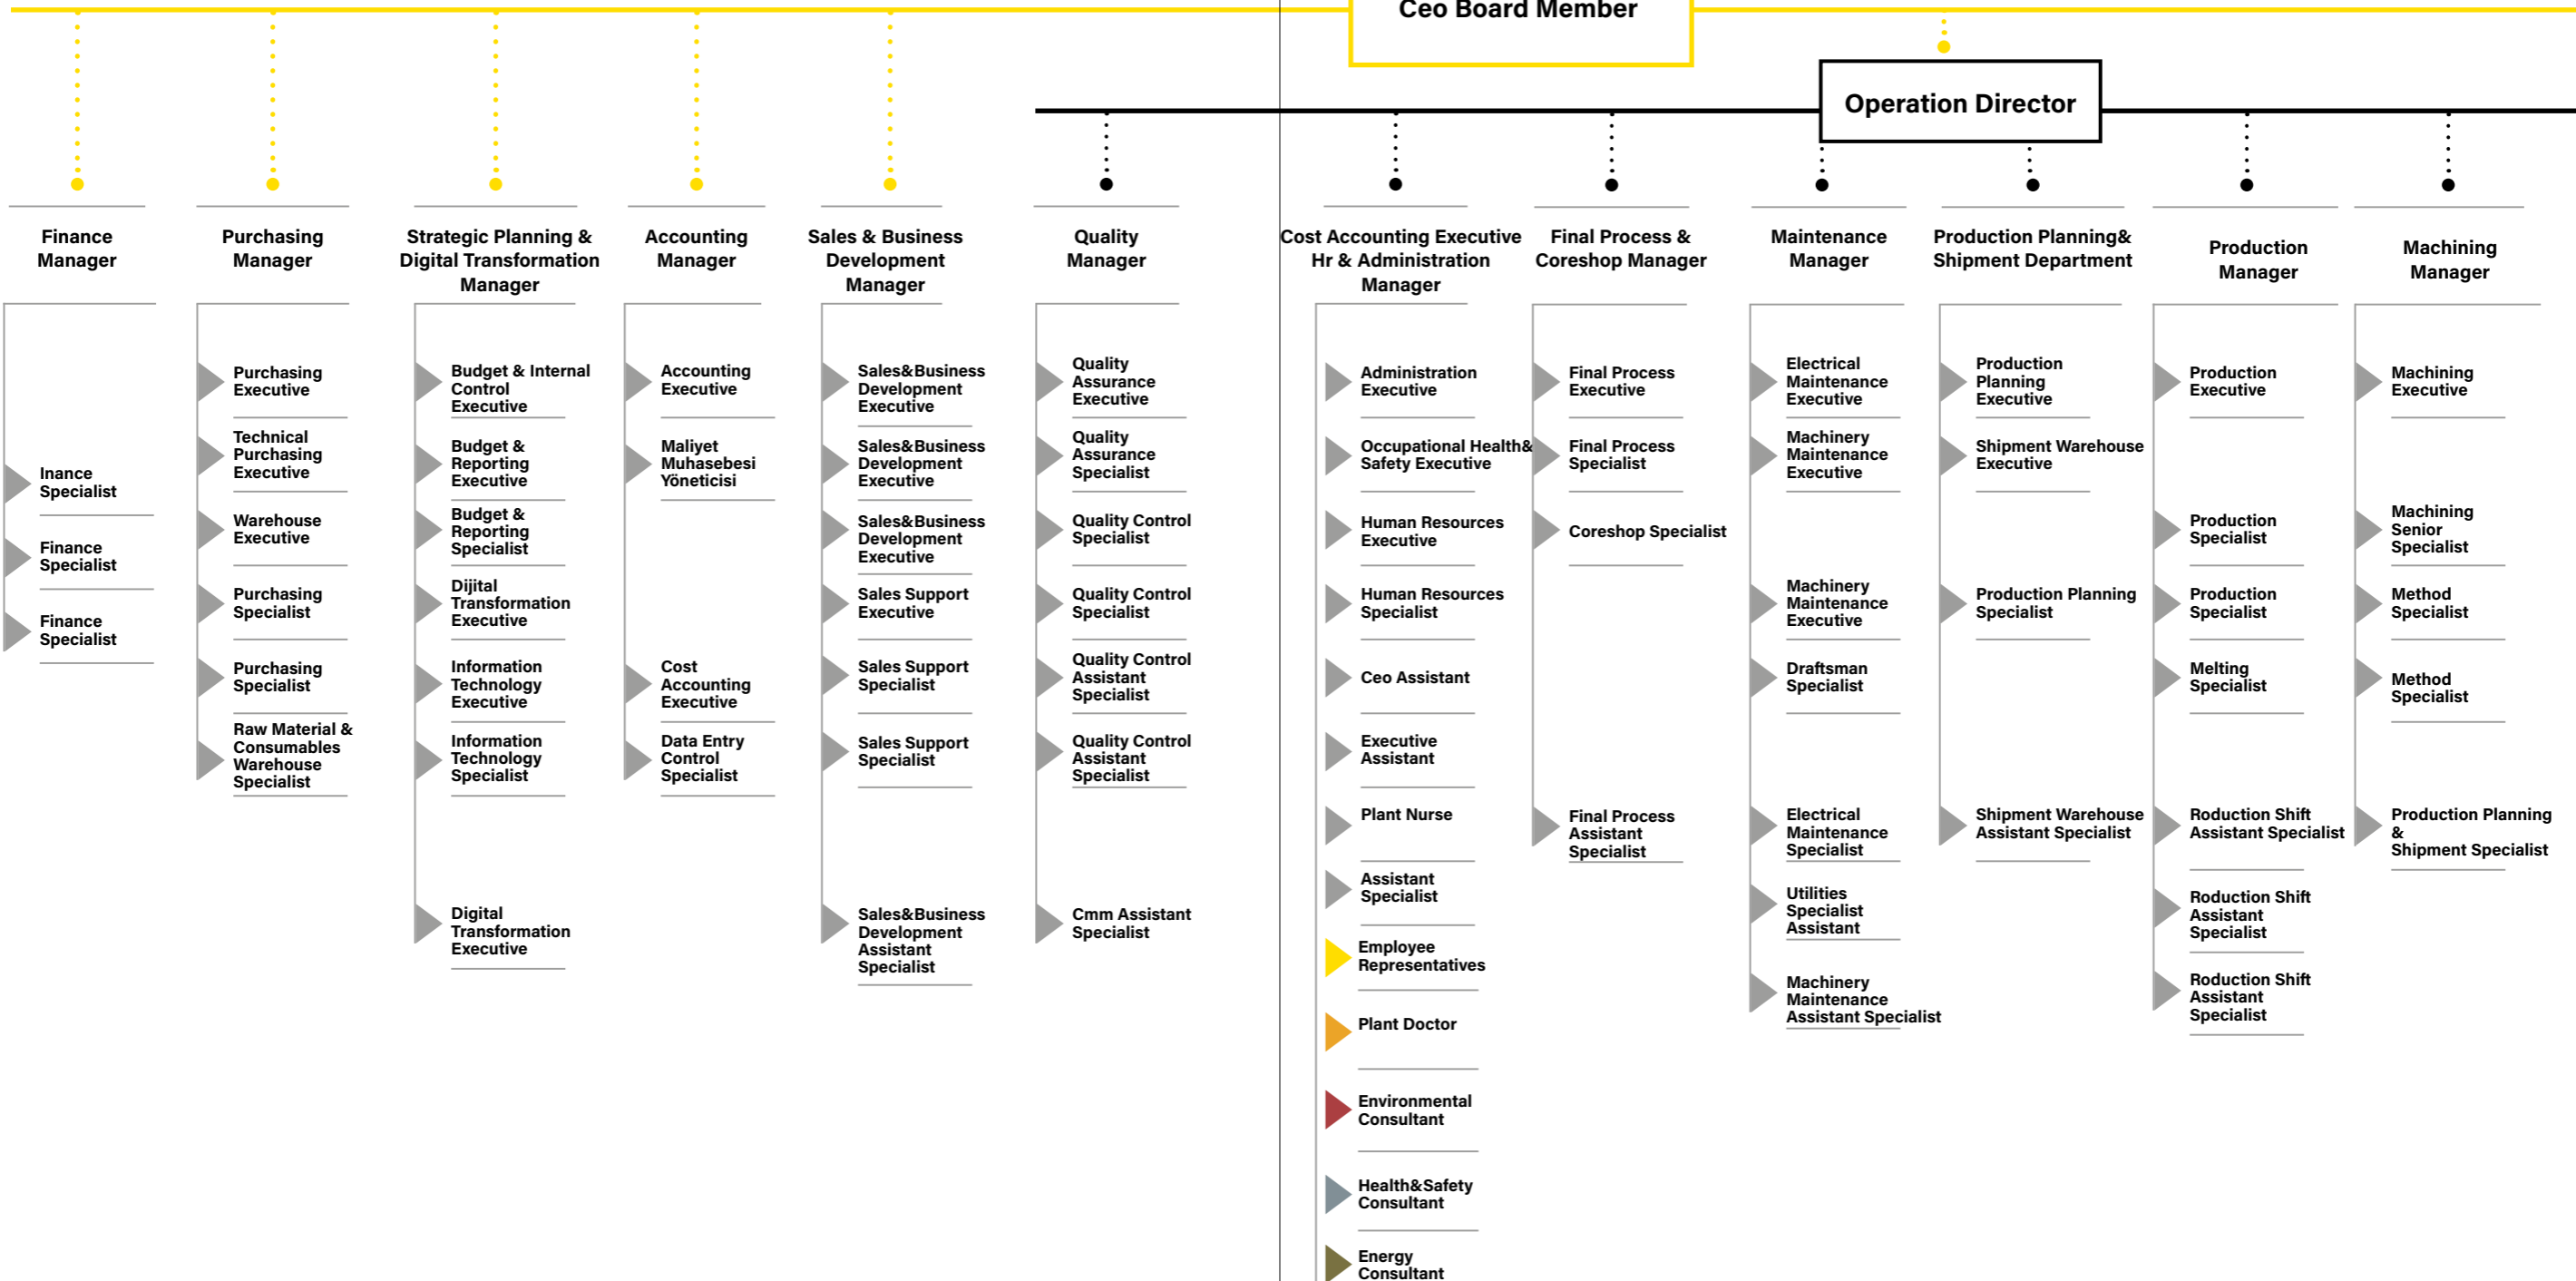 Ceo Board Member
Operation Director
Finance
Manager
Inance
Specialist
Finance
Specialist
Finance
Specialist
Purchasing
Manager
Purchasing
Executive
Technical
Purchasing
Executive
Warehouse
Executive
Purchasing
Specialist
Purchasing
Specialist
Raw Material &
Consumables
Warehouse
Specialist
Strategic Planning &
Digital Transformation
Manager
Budget & Internal
Control
Executive
Budget &
Reporting
Executive
Budget &
Reporting
Specialist
Dijital
Transformation
Executive
Information
Technology
Executive
Information
Technology
Specialist
Digital
Transformation
Executive
Accounting
Manager
Accounting
Executive
Maliyet
Muhasebesi
Yöneticisi
Cost
Accounting
Executive
Data Entry
Control
Specialist
Sales & Business
Development
Manager
Sales&Business
Development
Executive
Sales&Business
Development
Executive
Sales&Business
Development
Executive
Sales Support
Executive
Sales Support
Specialist
Sales Support
Specialist
Sales&Business
Development
Assistant
Specialist
Quality
Manager
Quality
Assurance
Executive
Quality
Assurance
Specialist
Quality Control
Specialist
Quality Control
Specialist
Quality Control
Assistant
Specialist
Quality Control
Assistant
Specialist
Cmm Assistant
Specialist
Cost Accounting Executive
Hr & Administration
Manager
Administration
Executive
Occupational Health&
Safety Executive
Human Resources
Executive
Human Resources
Specialist
Ceo Assistant
Executive
Assistant
Plant Nurse
Assistant
Specialist
Employee
Representatives
Plant Doctor
Environmental
Consultant
Health&Safety
Consultant
Energy
Consultant
Final Process &
Coreshop Manager
Final Process
Executive
Final Process
Specialist
Coreshop Specialist
Final Process
Assistant
Specialist
Maintenance
Manager
Electrical
Maintenance
Executive
Machinery
Maintenance
Executive
Machinery
Maintenance
Executive
Draftsman
Specialist
Electrical
Maintenance
Specialist
Utilities
Specialist
Assistant
Machinery
Maintenance
Assistant Specialist
Production Planning&
Shipment Department
Production
Planning
Executive
Shipment Warehouse
Executive
Production Planning
Specialist
Shipment Warehouse
Assistant Specialist
Production
Manager
Production
Executive
Production
Specialist
Production
Specialist
Melting
Specialist
Roduction Shift
Assistant Specialist
Roduction Shift
Assistant
Specialist
Roduction Shift
Assistant
Specialist
Machining
Manager
Machining
Executive
Machining
Senior
Specialist
Method
Specialist
Method
Specialist
Production Planning
&
Shipment Specialist